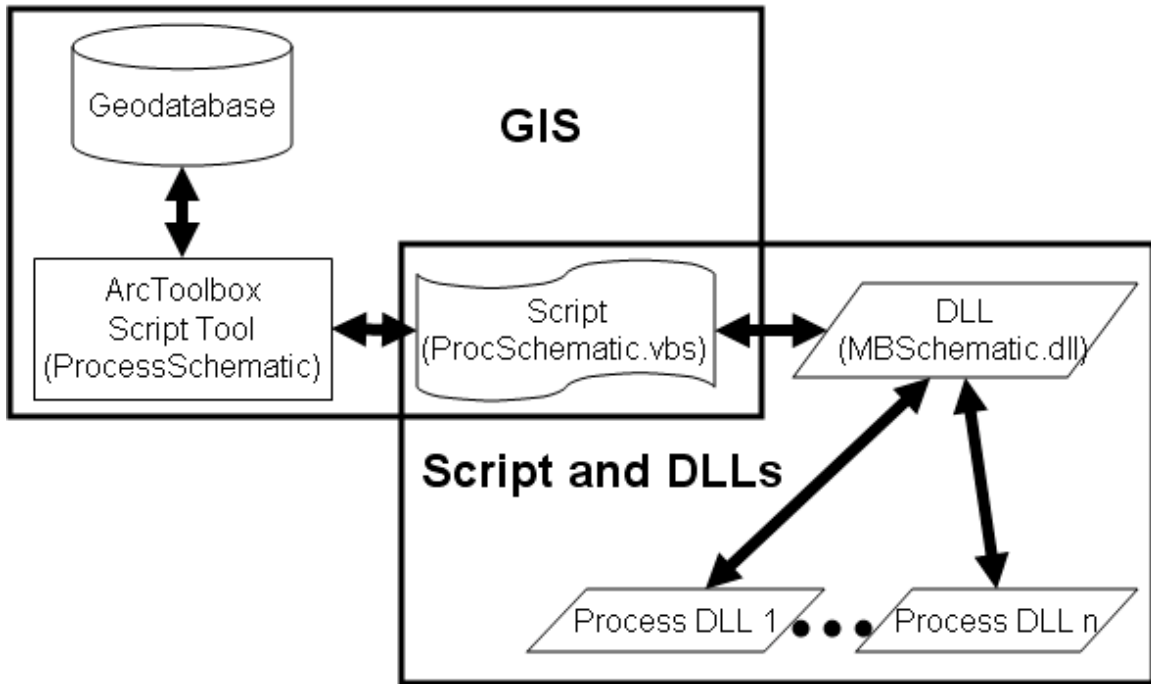 Geodatabase
GIS
ArcToolbox
Script Tool
(ProcessSchematic)
Script
(ProcSchematic.vbs)
DLL
(MBSchematic.dll)
Script and DLLs
Process DLL 1
Process DLL n